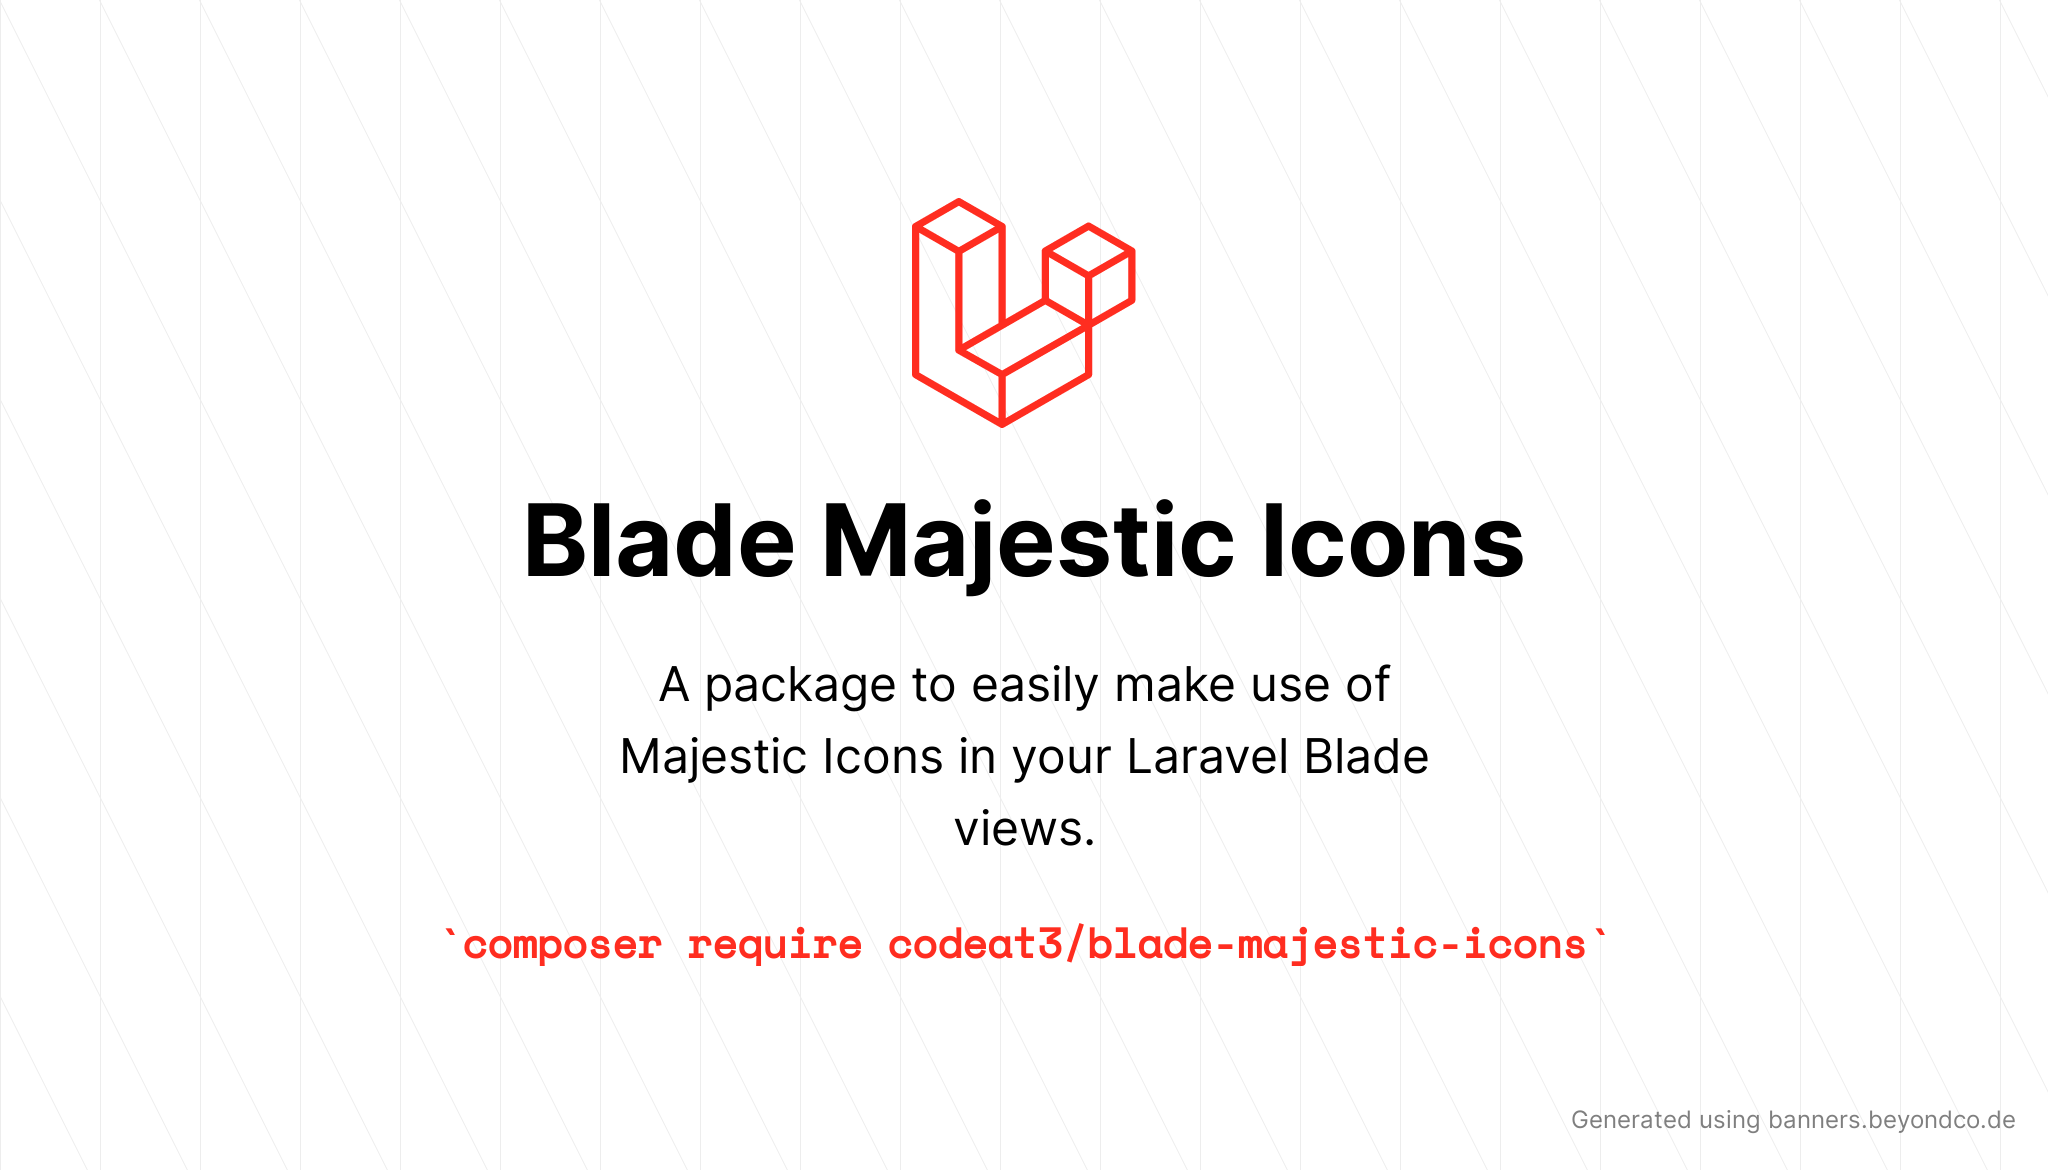 Blade Majestic Icons
A package to easily make use of
Majestic Icons in your Laravel Blade
views.
`composer require codeat3/blade-majestic-icons`
Generated using banners.beyondco.de